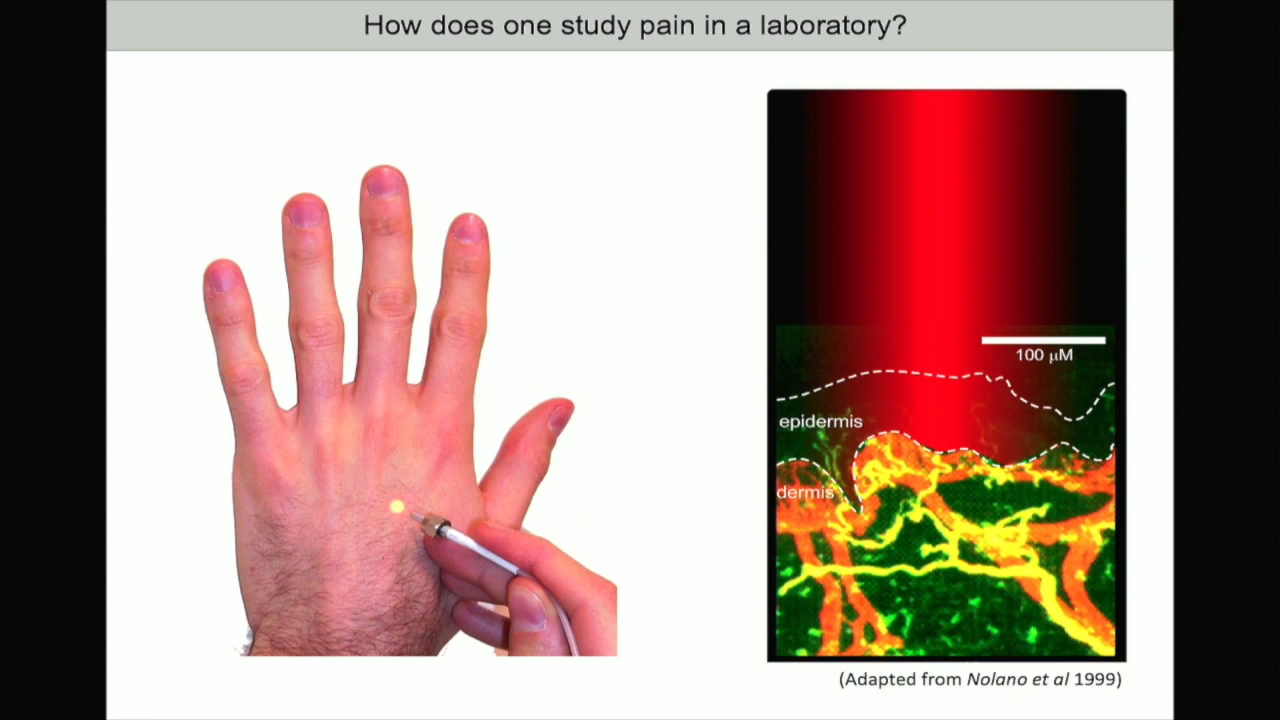 How does one study pain in a laboratory?
100 µM
epidermis
dermis
(Adapted from Nolano et al 1999)